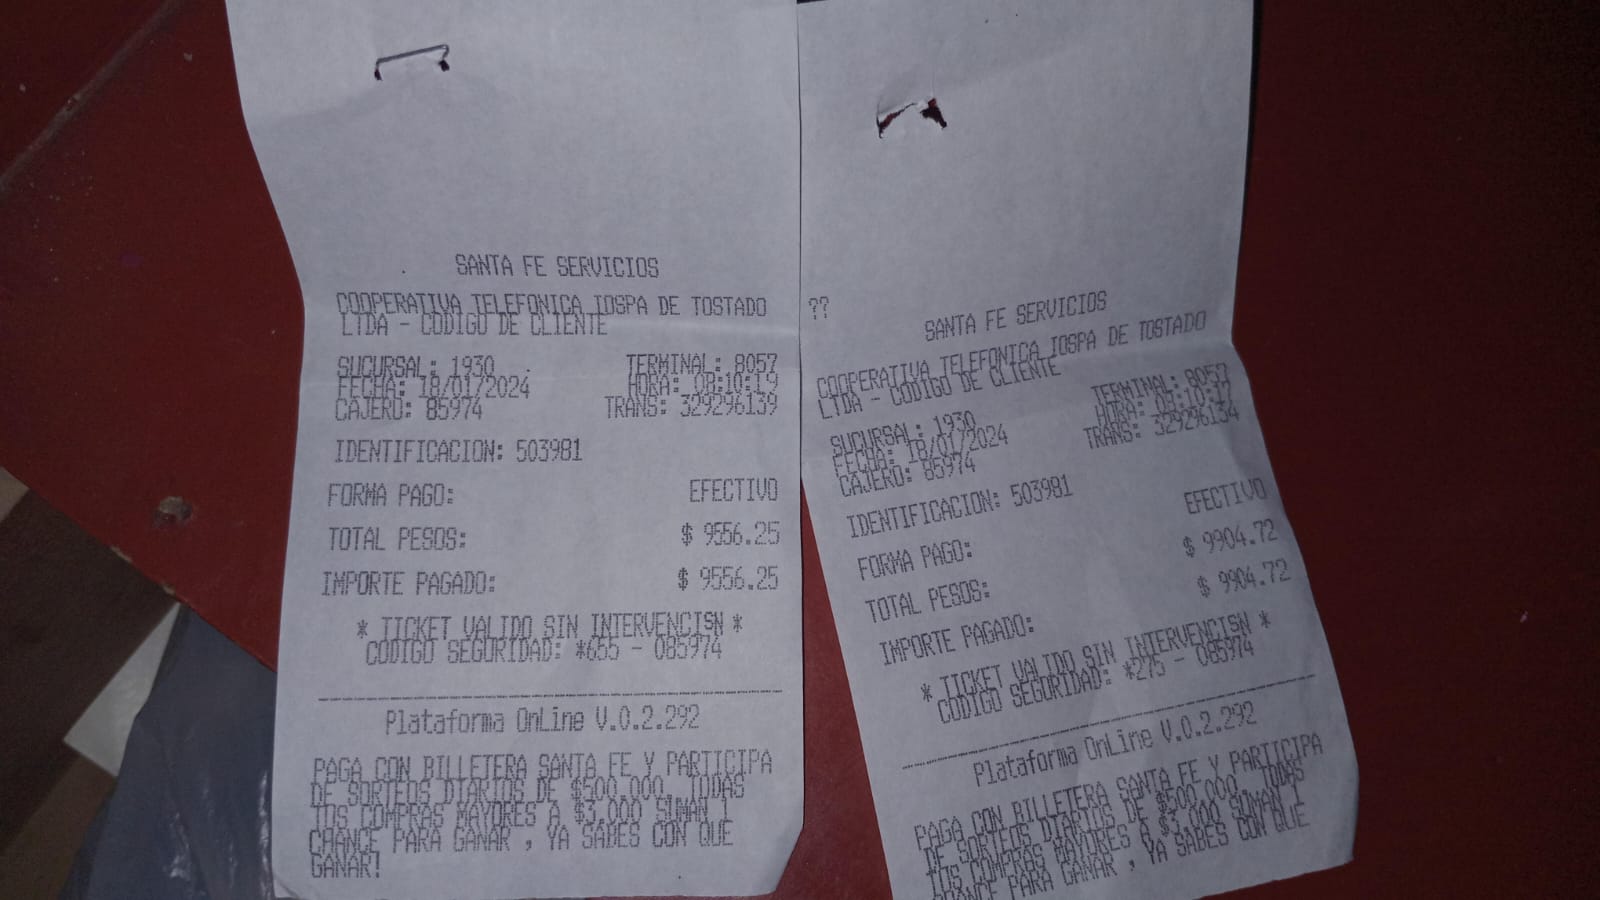 SANTA FE SERVICIOS
COOPERATIVA TELEFONICA IOSPA DE TOSTADO
LTDA - CODIGO DE CLIENTE
SUCURSAL: 1930 TERMINAL: 8057
FECHA: 18/01/2024 HORA: 08:10:19
CAJERO: 85974 TRANS: 329296139
IDENTIFICACION: 503981
FORMA PAGO: EFECTIVO
TOTAL PESOS: $ 9556.25
IMPORTE PAGADO: $ 9556.25
* TICKET VALIDO SIN INTERVENCISN *
CODIGO SEGURIDAD: *655 - 085974
Plataforma OnLine V.0.2.292
PAGA CON BILLETERA SANTA FE Y PARTICIPA
DE SORTEOS DIARIOS DE $500.000. TODAS
COMPRAS MAYORES A $3.000 SUMAN 1
CHANCE PARA GANAR , YA SABES CON QUE
GANAR!
??
SANTA FE SERVICIOS
COOPERATIVA TELEFONICA IOSPA DE TOSTADO
LTDA - CODIGO DE CLIENTE
SUCURSAL: 1930 TERMINAL: 8057
FECHA: 18/01/2024 HORA:
CAJERO: 85974 TRANS: 329296134
IDENTIFICACION: 503981
FORMA PAGO: EFECTIVO
TOTAL PESOS: $ 9904.72
IMPORTE PAGADO: $ 9904.72
* TICKET VALIDO SIN INTERVENCISN *
CODIGO SEGURIDAD: *275 - 085974
Plataforma OnLine V.0.2.292
PAGA CON BILLETERA SANTA FE Y PARTICIPA
DE SORTEOS DIARIOS DE $500.000. TODAS
COMPRAS MAYORES A $3.000 SUMAN 1
CHANCE PARA GANAR , YA SABES CON QUE